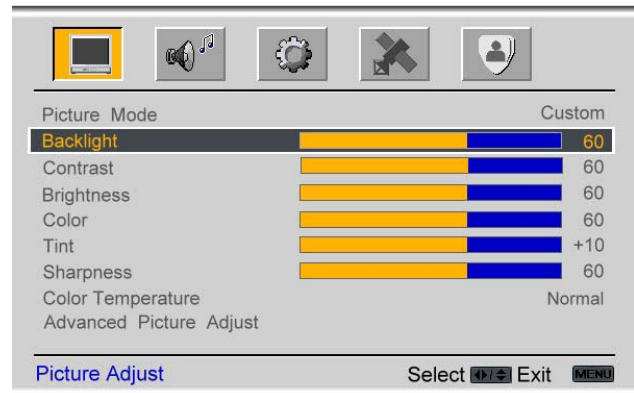 Picture Mode Custom
Backlight 60
Contrast 60
Brightness 60
Color 60
Tint +10
Sharpness 60
Color Temperature Normal
Advanced Picture Adjust
Picture Adjust Select Exit MENU